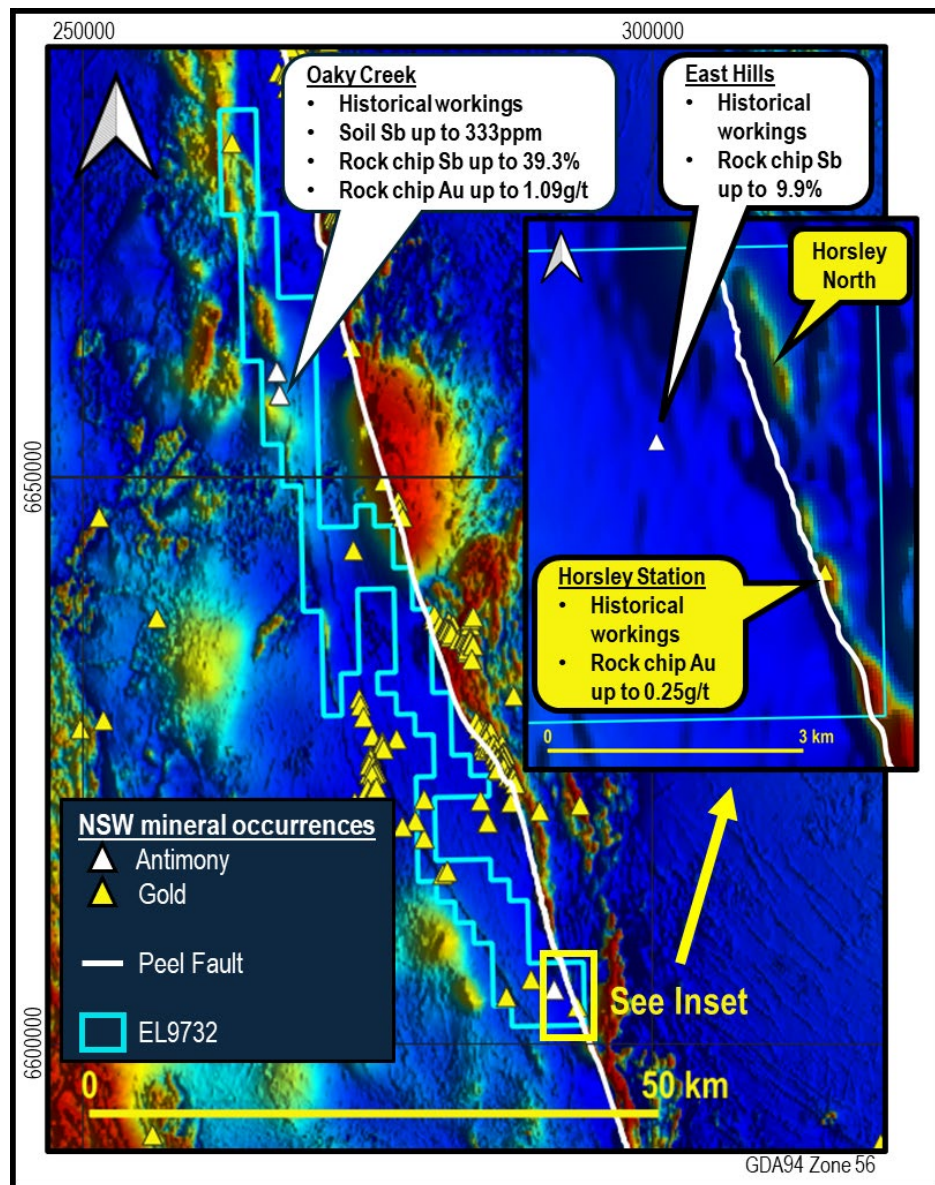 250000
300000
Oaky Creek
• Historical workings
• Soil Sb up to 333ppm
• Rock chip Sb up to 39.3%
• Rock chip Au up to 1.09g/t
East Hills
• Historical
workings
• Rock chip Sb
up to 9.9%
Horsley
North
6650000
Horsley Station
• Historical
workings
• Rock chip Au
up to 0.25g/t
0
3 km
NSW mineral occurrences
Antimony
Gold
Peel Fault
EL9732
See Inset
6600000
0
50 km
GDA94 Zone 56